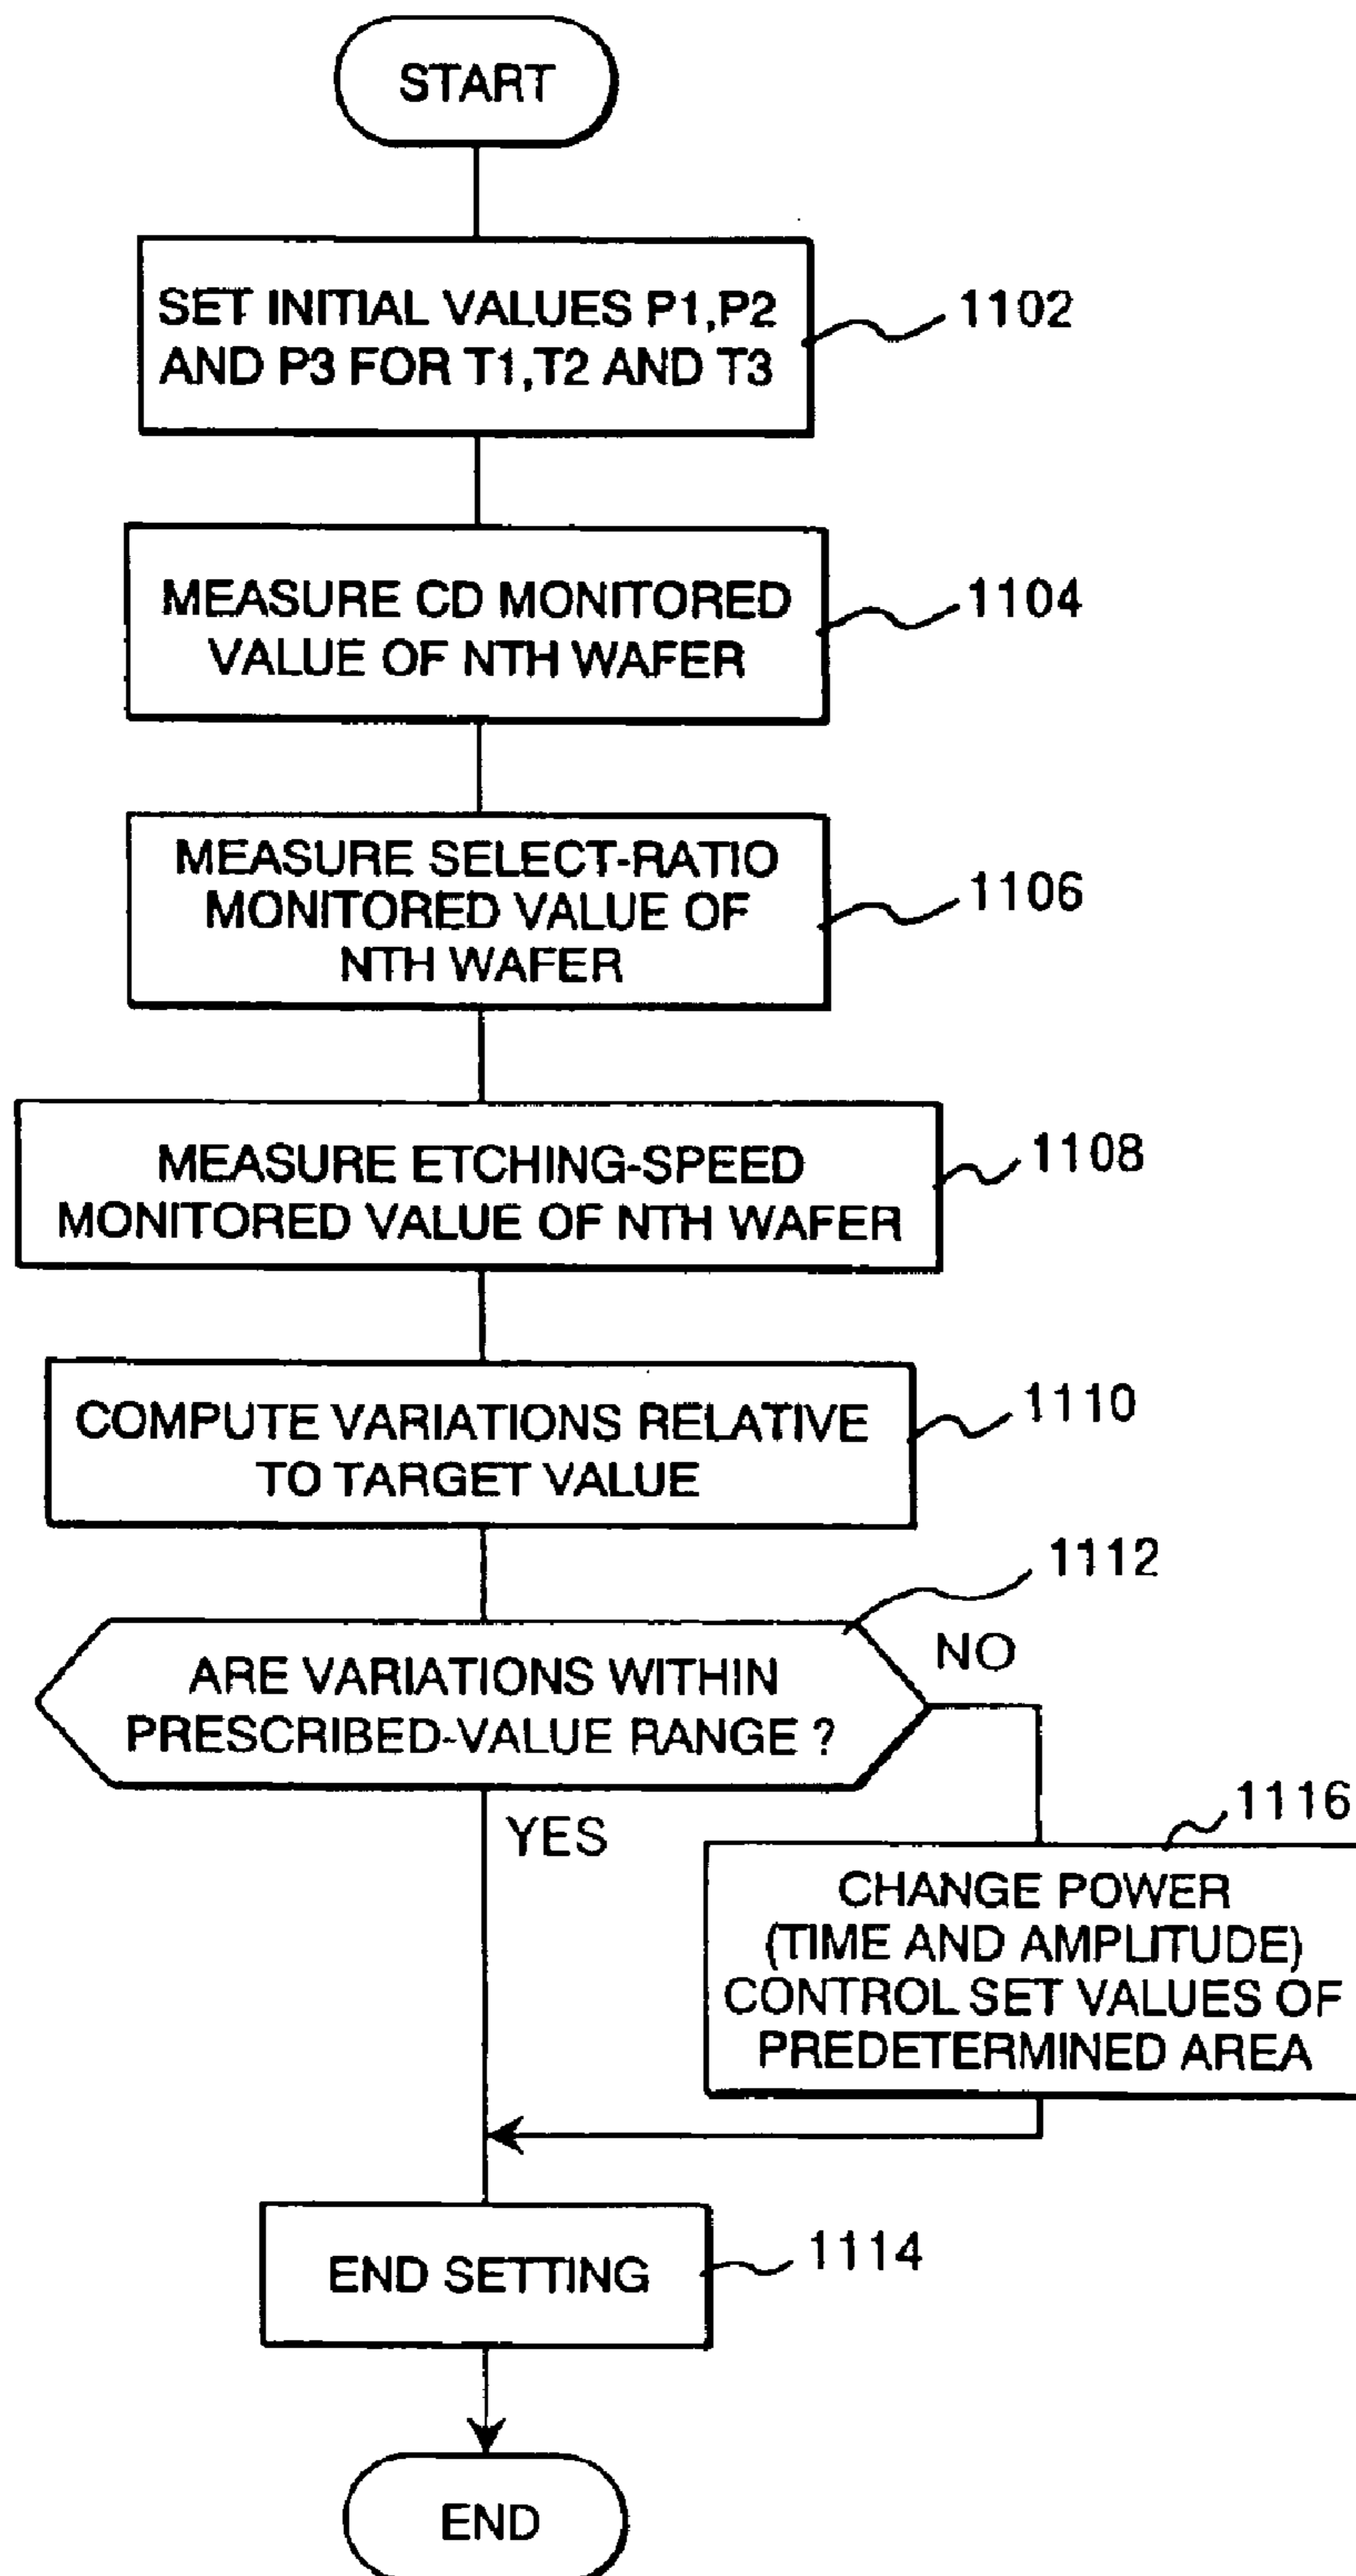 START
SET INITIAL VALUES P1,P2
AND P3 FOR T1,T2 AND T3
1102
MEASURE CD MONITORED
VALUE OF NTH WAFER
1104
MEASURE SELECT-RATIO
MONITORED VALUE OF
NTH WAFER
1106
MEASURE ETCHING-SPEED
MONITORED VALUE OF NTH WAFER
1108
COMPUTE VARIATIONS RELATIVE
TO TARGET VALUE
1110
1112
ARE VARIATIONS WITHIN
PRESCRIBED-VALUE RANGE ?
NO
YES
1116
CHANGE POWER
(TIME AND AMPLITUDE)
CONTROL SET VALUES OF
PREDETERMINED AREA
END SETTING
1114
END